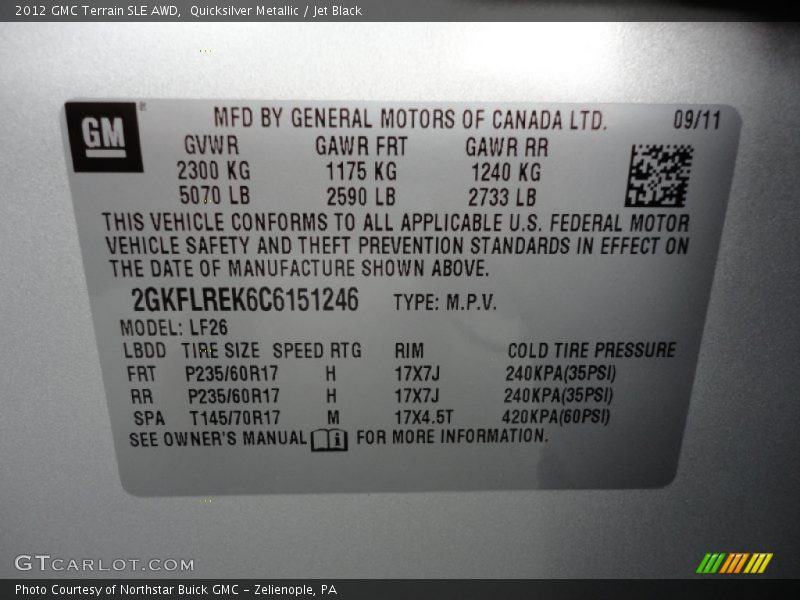 2012 GMC Terrain SLE AWD,  Quicksilver Metallic / Jet Black
GM ® MFD BY GENERAL MOTORS OF CANADA LTD. 09/11
GVWR GAWR FRT GAWR RR
2300 KG 1175 KG 1240 KG
5070 LB 2590 LB 2733 LB
THIS VEHICLE CONFORMS TO ALL APPLICABLE U.S. FEDERAL MOTOR
VEHICLE SAFETY AND THEFT PREVENTION STANDARDS IN EFFECT ON
THE DATE OF MANUFACTURE SHOWN ABOVE.
2GKFLREK6C6151246 TYPE: M.P.V.
MODEL: LF26
LBDD TIRE SIZE SPEED RTG RIM COLD TIRE PRESSURE
FRT P235/60R17 H 17X7J 240KPA(35PSI)
RR P235/60R17 H 17X7J 240KPA(35PSI)
SPA T145/70R17 M 17X4.5T 420KPA(60PSI)
SEE OWNER'S MANUAL i FOR MORE INFORMATION.
GTCARLOT.COM
Photo Courtesy of Northstar Buick GMC - Zelienople, PA